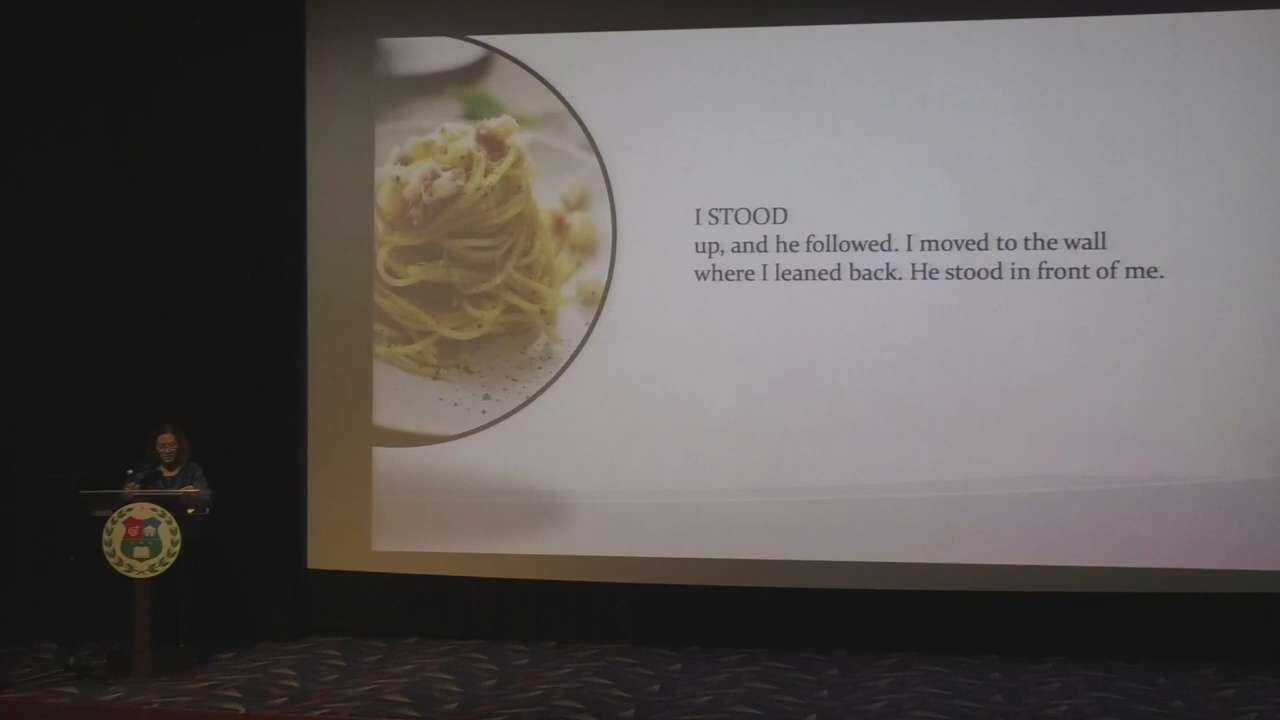 I STOOD
up, and he followed. I moved to the wall
where I leaned back. He stood in front of me.